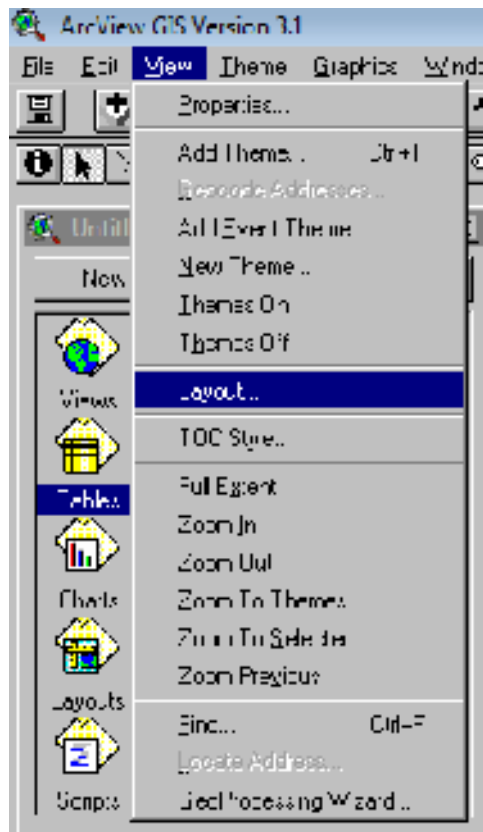 ArcView GIS Version 3.1
File Edit View Theme Graphics
Properties...
Add Theme... Ctrl+T
Geocode Addresses...
Add Event Theme
New Theme...
Themes On
Themes Off
Layout...
TOC Style...
Full Extent
Zoom In
Zoom Out
Zoom To Themes
Zoom To Selected
Zoom Previous
Find... Ctrl+F
Locate Address...
GeoProcessing Wizard...
New
Views
Tables
Charts
Layouts
Scripts